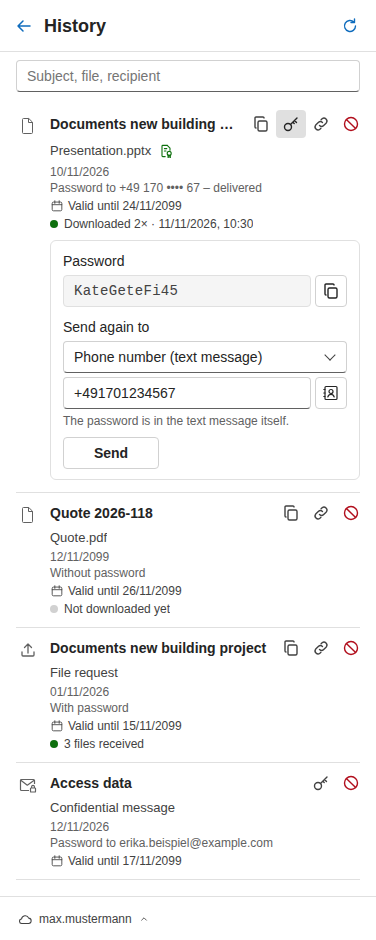 History
Subject, file, recipient
Documents new building …
Presentation.pptx
10/11/2026
Password to +49 170 •••• 67 – delivered
Valid until 24/11/2099
Downloaded 2× · 11/11/2026, 10:30
Password
KateGeteFi45
Send again to
Phone number (text message)
+491701234567
The password is in the text message itself.
Send
Quote 2026-118
Quote.pdf
12/11/2099
Without password
Valid until 26/11/2099
Not downloaded yet
Documents new building project
File request
01/11/2026
With password
Valid until 15/11/2099
3 files received
Access data
Confidential message
12/11/2026
Password to erika.beispiel@example.com
Valid until 17/11/2099
max.mustermann